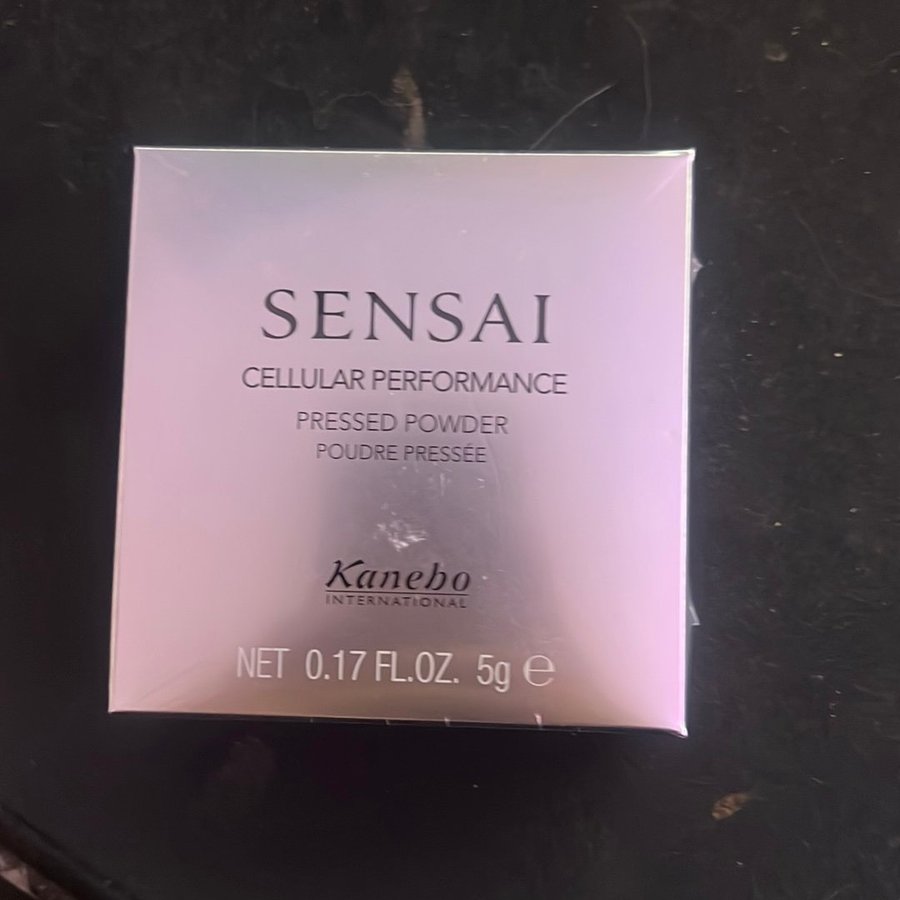 SENSAI
CELLULAR PERFORMANCE
PRESSED POWDER
POUDRE PRESSÉE
Kanebo
INTERNATIONAL
NET 0.17 FL.OZ. 5g ℮